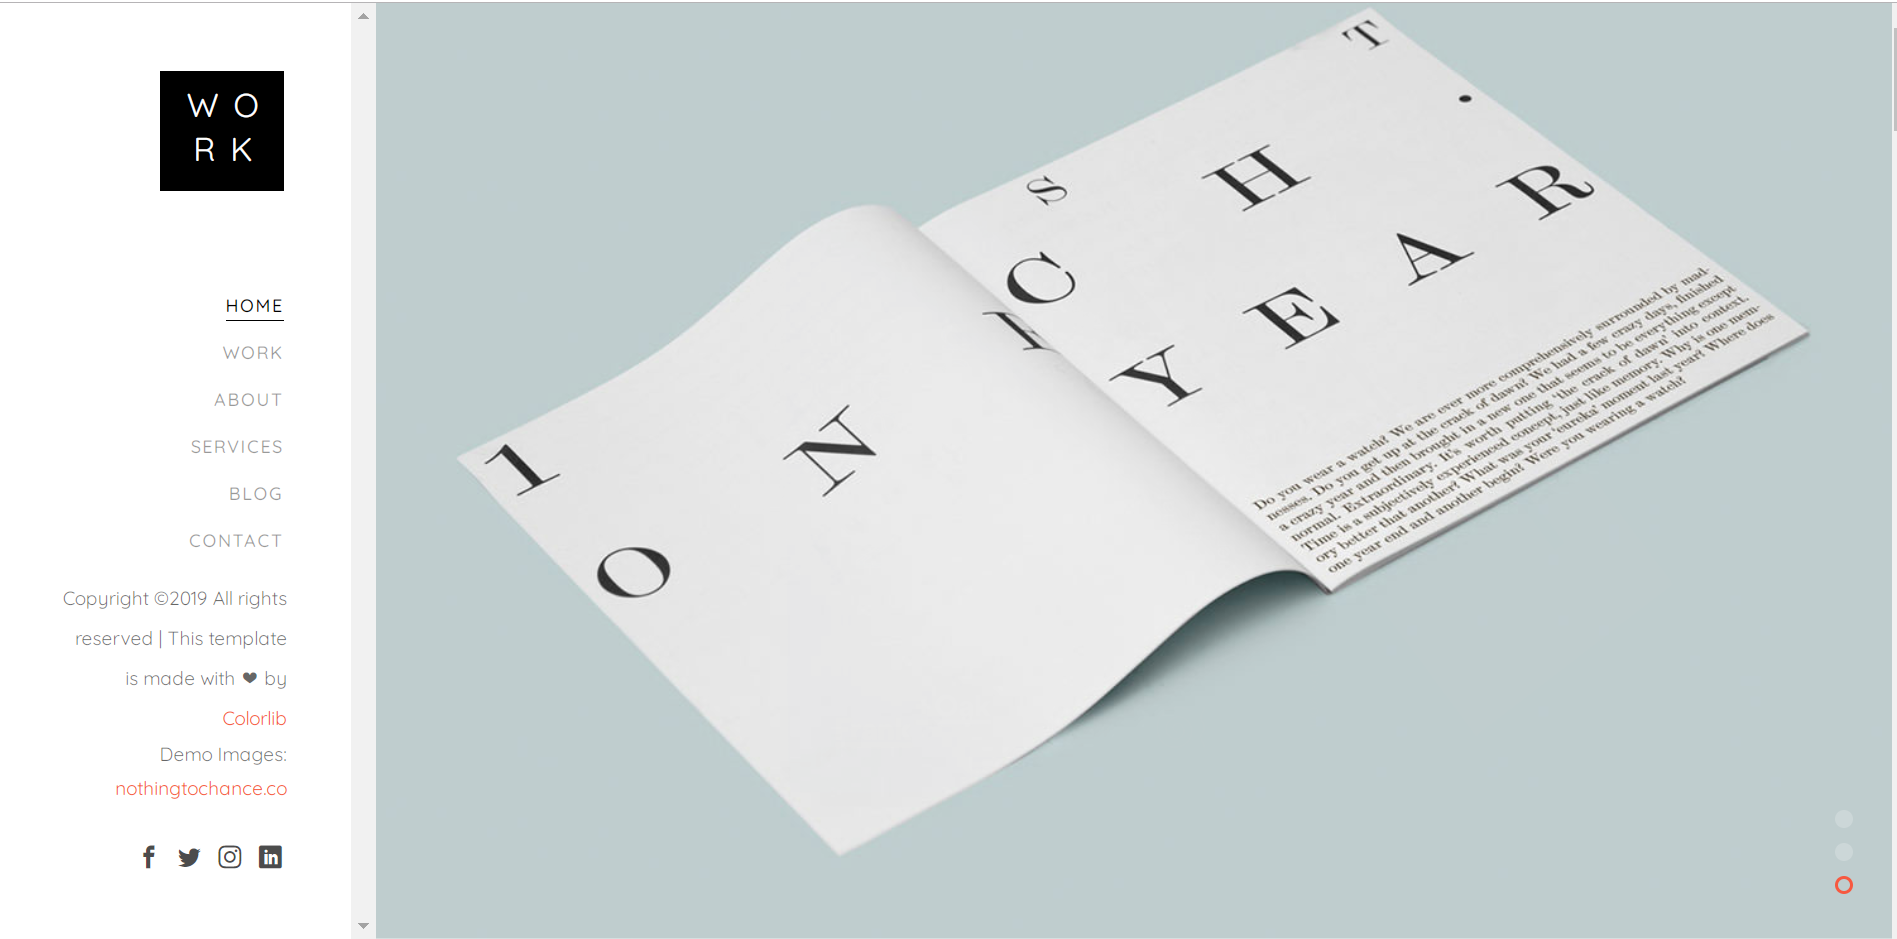 W O
R K
HOME
WORK
ABOUT
SERVICES
BLOG
CONTACT
Copyright ©2019 All rights
reserved | This template
is made with ❤ by
Colorlib
Demo Images:
nothingtochance.co
T
.
S H R
C A
E
Y
1 N
O
Do you wear a watch? We are ever more comprehensively surrounded by mad-
nesses. Do you get up at the crack of dawn? We had a few crazy days, finished
a crazy year and then brought in a new one that seems to be everything except
normal. Extraordinary. It's worth putting 'the crack of dawn' into context.
Time is a subjectively experienced concept, just like memory. Why is one mem-
ory better that another? What was your 'eureka' moment last year? Where does
one year end and another begin? Were you wearing a watch?